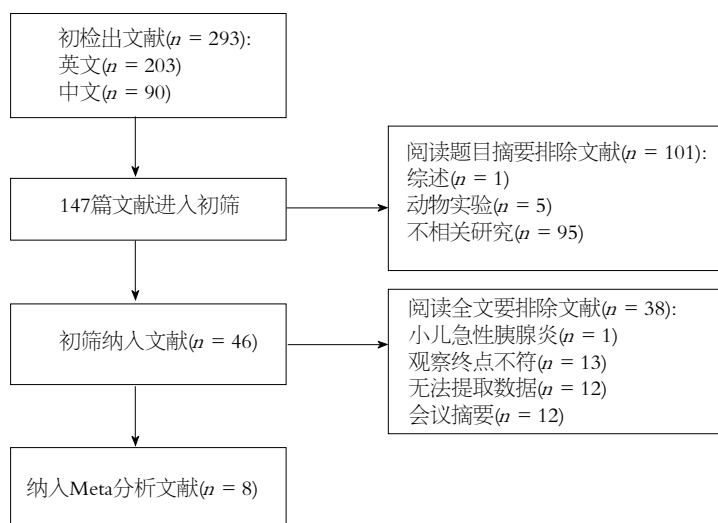 初检出文献(n = 293):
英文(n = 203)
中文(n = 90)
147篇文献进入初筛
阅读题目摘要排除文献(n = 101):
综述(n = 1)
动物实验(n = 5)
不相关研究(n = 95)
初筛纳入文献(n = 46)
阅读全文要排除文献(n = 38):
小儿急性胰腺炎(n = 1)
观察终点不符(n = 13)
无法提取数据(n = 12)
会议摘要(n = 12)
纳入Meta分析文献(n = 8)